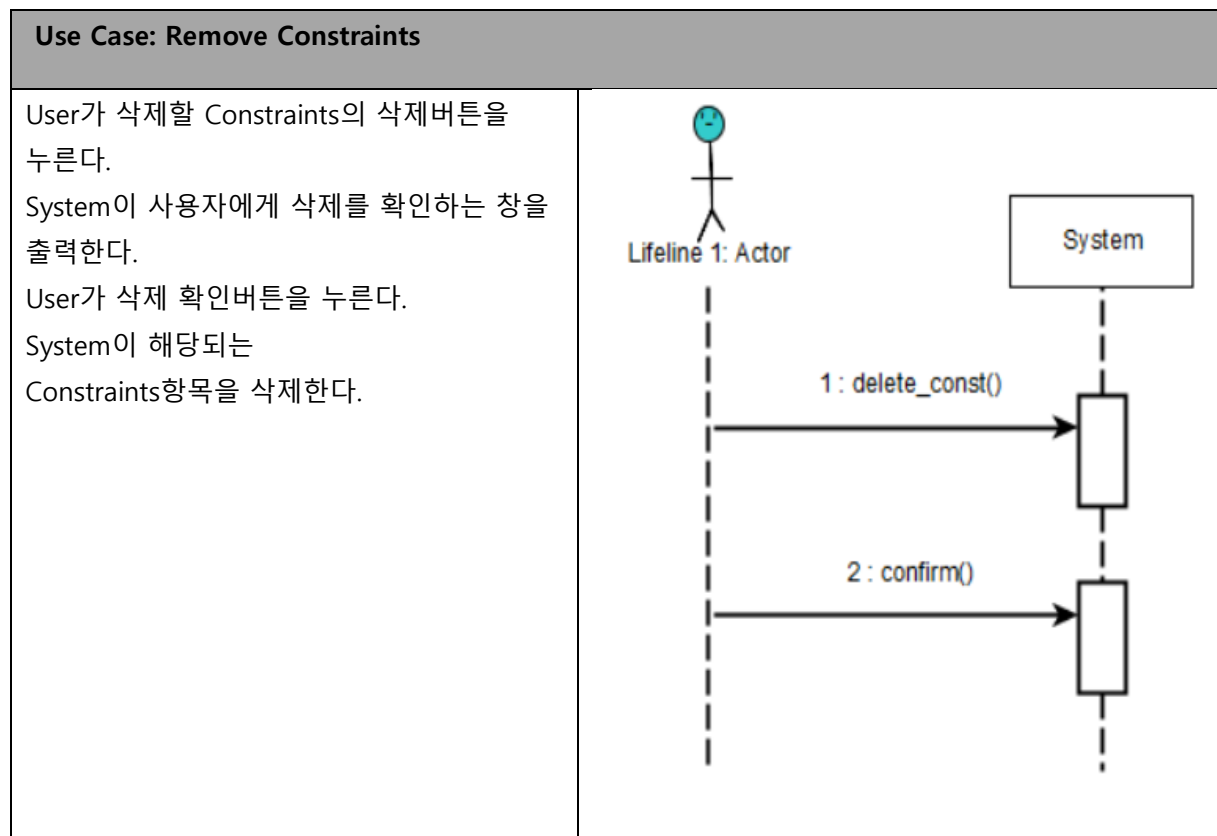 Use Case: Remove Constraints
User가 삭제할 Constraints의 삭제버튼을
누른다.
System이 사용자에게 삭제를 확인하는 창을
출력한다.
User가 삭제 확인버튼을 누른다.
System이 해당되는
Constraints항목을 삭제한다.
Lifeline 1: Actor
System
1 : delete_const()
2 : confirm()